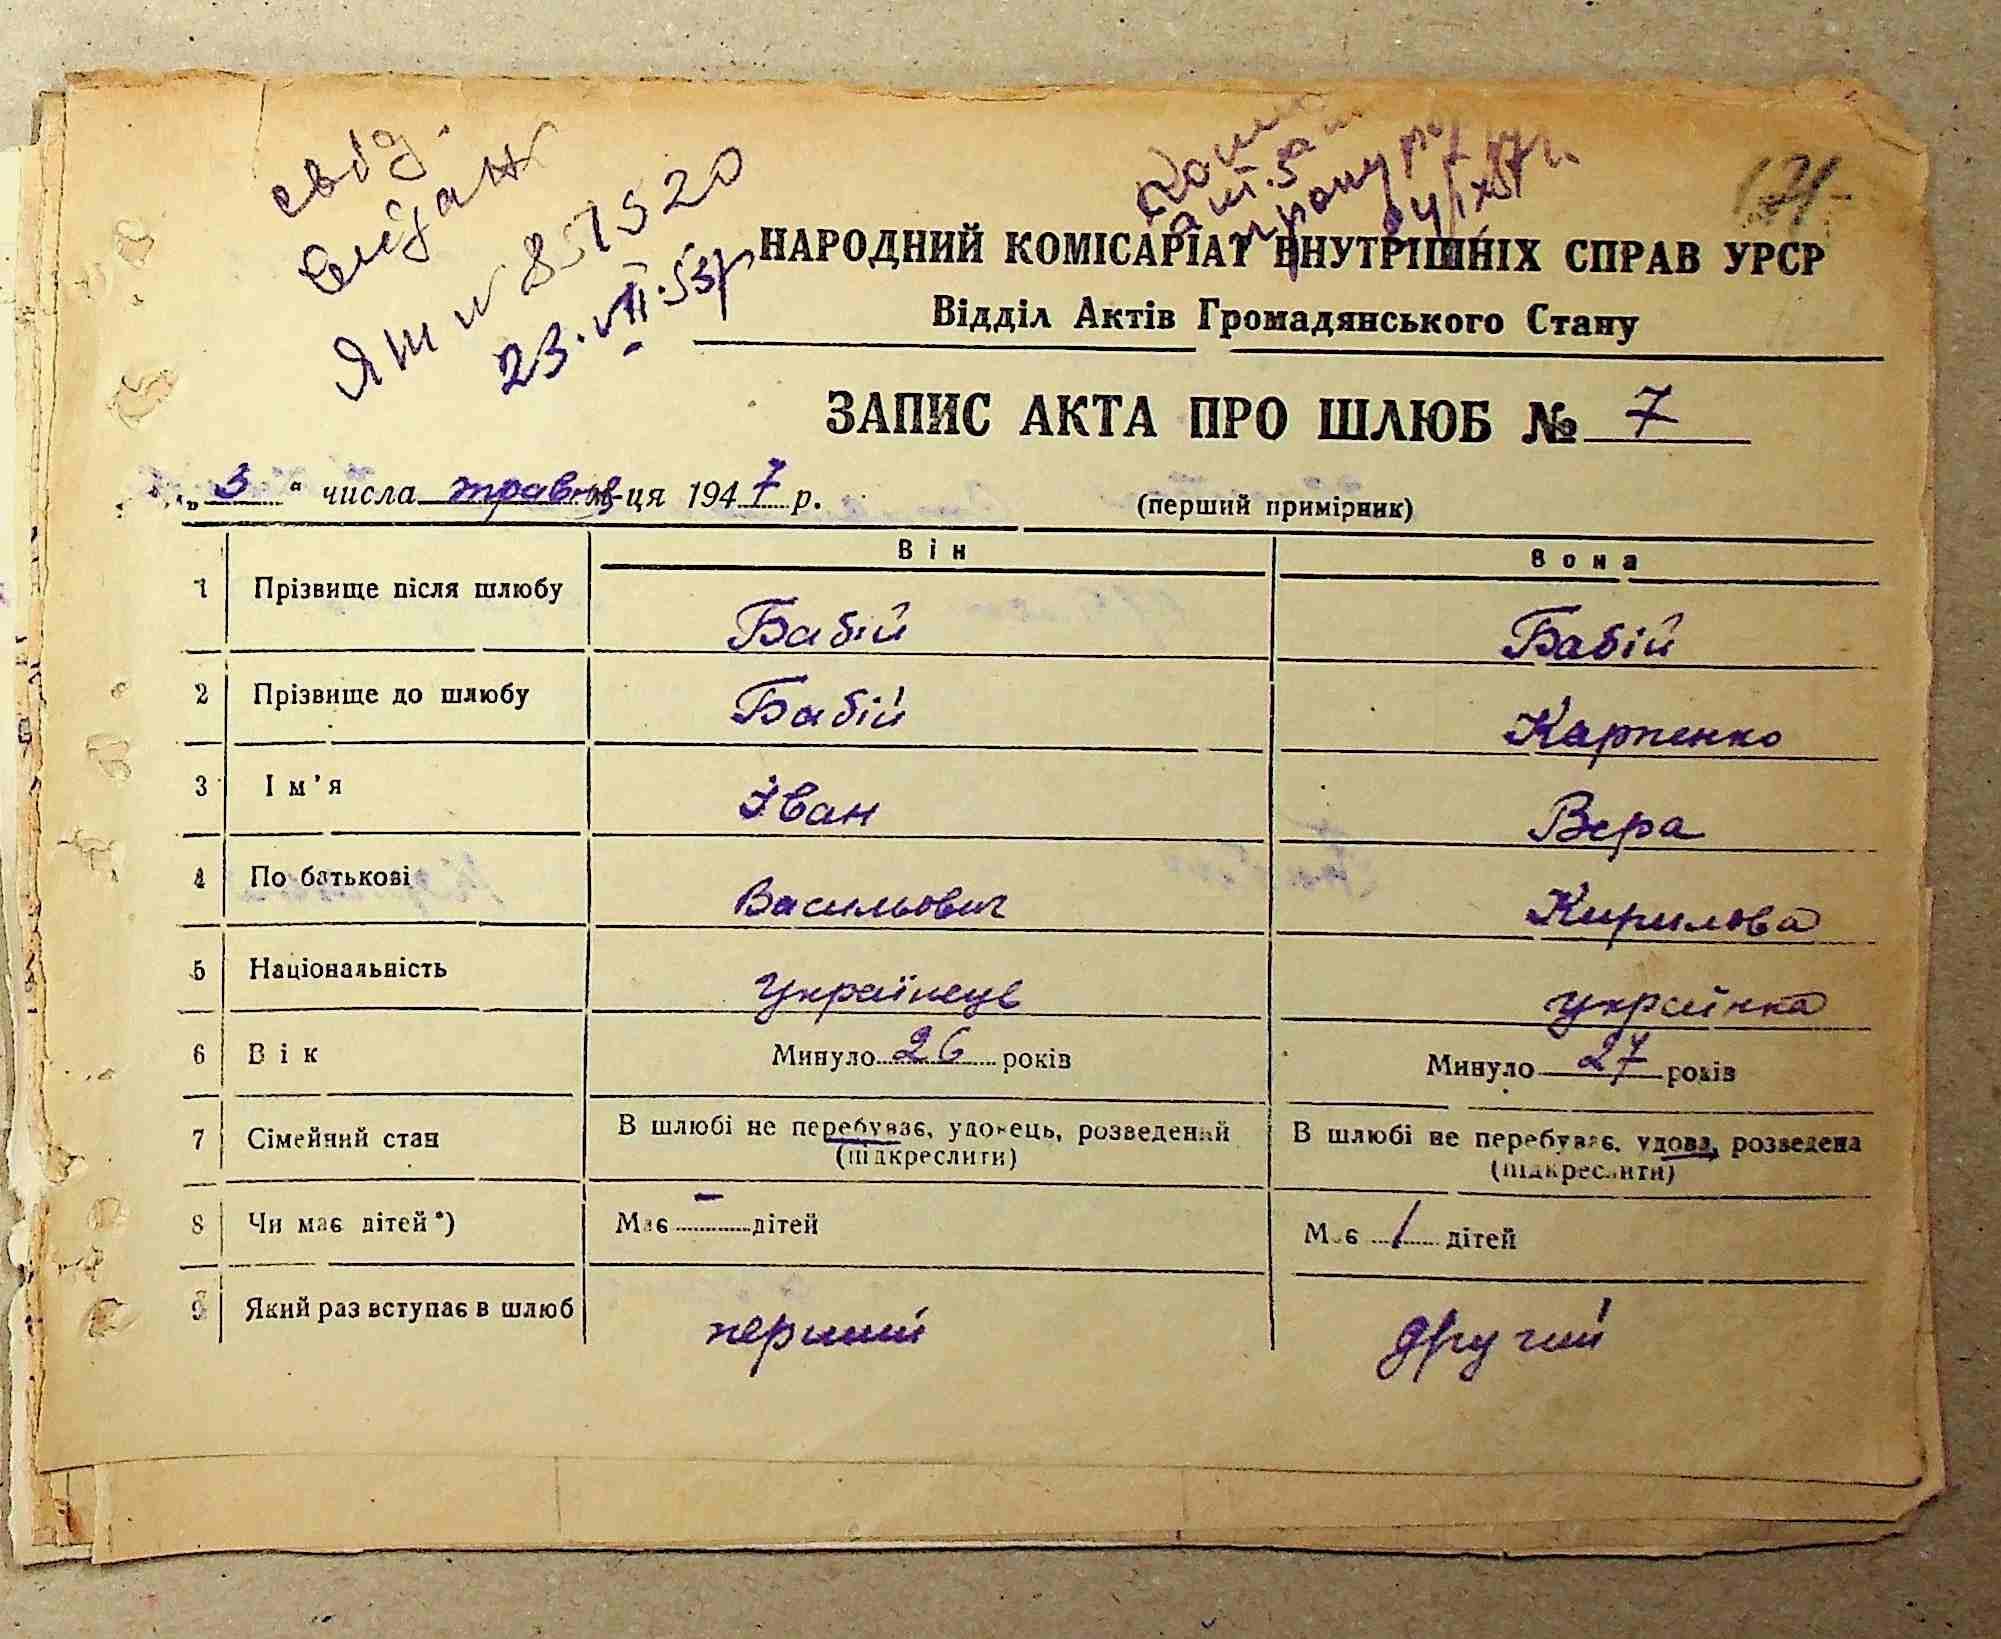 свід.
видан
ЯШ № 857520
23.VII.53р
171
НАРОДНИЙ КОМІСАРІАТ ВНУТРІШНІХ СПРАВ УРСР
Відділ Актів Громадянського Стану
ЗАПИС АКТА ПРО ШЛЮБ № 7
„3“ числа травня м-ця 1947 р.
(перший примірник)
Він Вона
1 Прізвище після шлюбу Бабій Бабій
2 Прізвище до шлюбу Бабій Карпенко
3 Ім'я Іван Вера
4 По батькові Васильович Кирилова
5 Національність Українець українка
6 Вік Минуло 26 років Минуло 27 років
7 Сімейний стан В шлюбі не перебуває, удовець, розведений В шлюбі не перебуває, удова, розведена
(підкреслити) (підкреслити)
8 Чи має дітей*) Має - дітей Має 1 дітей
9 Який раз вступає в шлюб перший другий